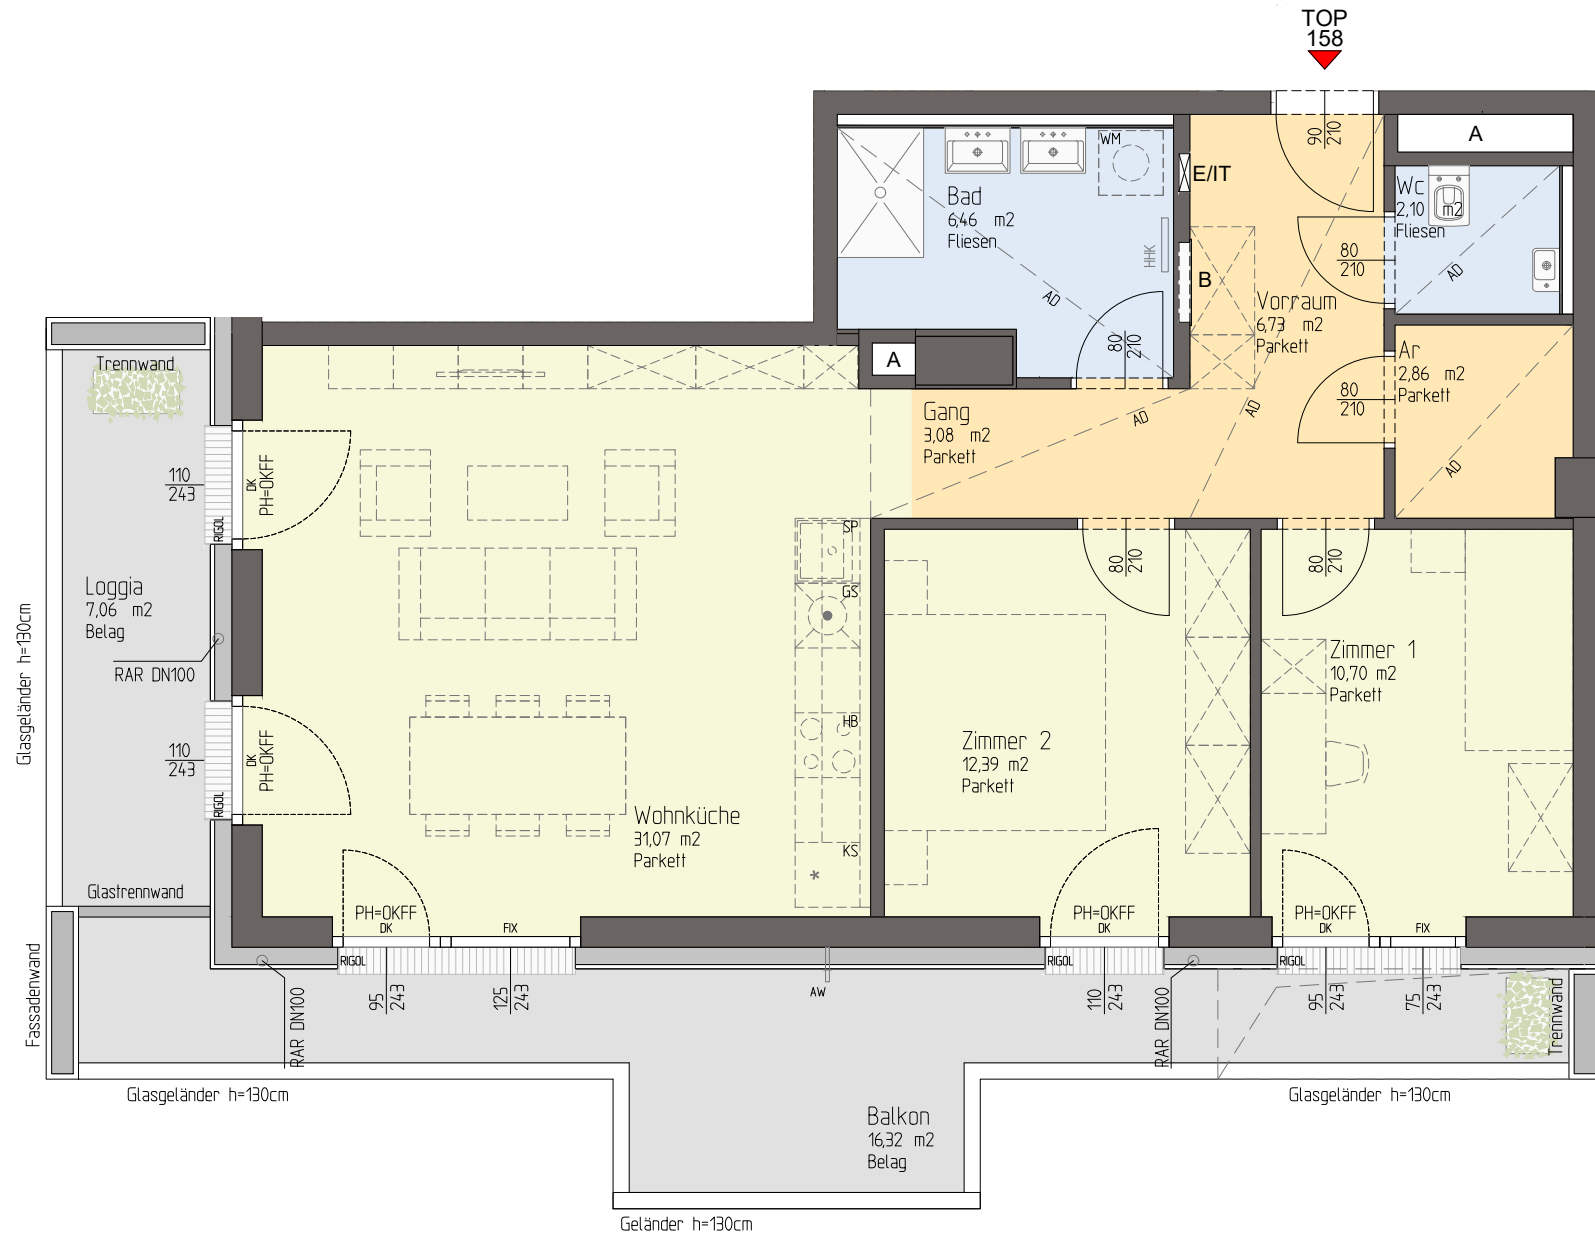 TOP
158
90
210
A
WM
E/IT
Wc
2,10 m2
Fliesen
Bad
6,46 m2
Fliesen
HHK
AD
AD
80
210
B
Vorraum
6,73 m2
Parkett
80
210
A
Ar
2,86 m2
Parkett
80
210
AD
AD
AD
Gang
3,08 m2
Parkett
Trennwand
110
243
DK
PH=OKFF
RIGOL
SP
GS
80
210
80
210
Loggia
7,06 m2
Belag
RAR DN100
Glasgeländer h=130cm
Zimmer 1
10,70 m2
Parkett
HB
110
243
DK
PH=OKFF
RIGOL
Zimmer 2
12,39 m2
Parkett
Wohnküche
31,07 m2
Parkett
KS
*
Glastrennwand
PH=OKFF
DK
FIX
PH=OKFF
DK
PH=OKFF
DK
FIX
Fassadenwand
RIGOL
RIGOL
RIGOL
RAR DN100
95
243
125
243
AW
110
243
RAR DN100
95
243
75
243
Trennwand
Glasgeländer h=130cm
Glasgeländer h=130cm
Balkon
16,32 m2
Belag
Geländer h=130cm